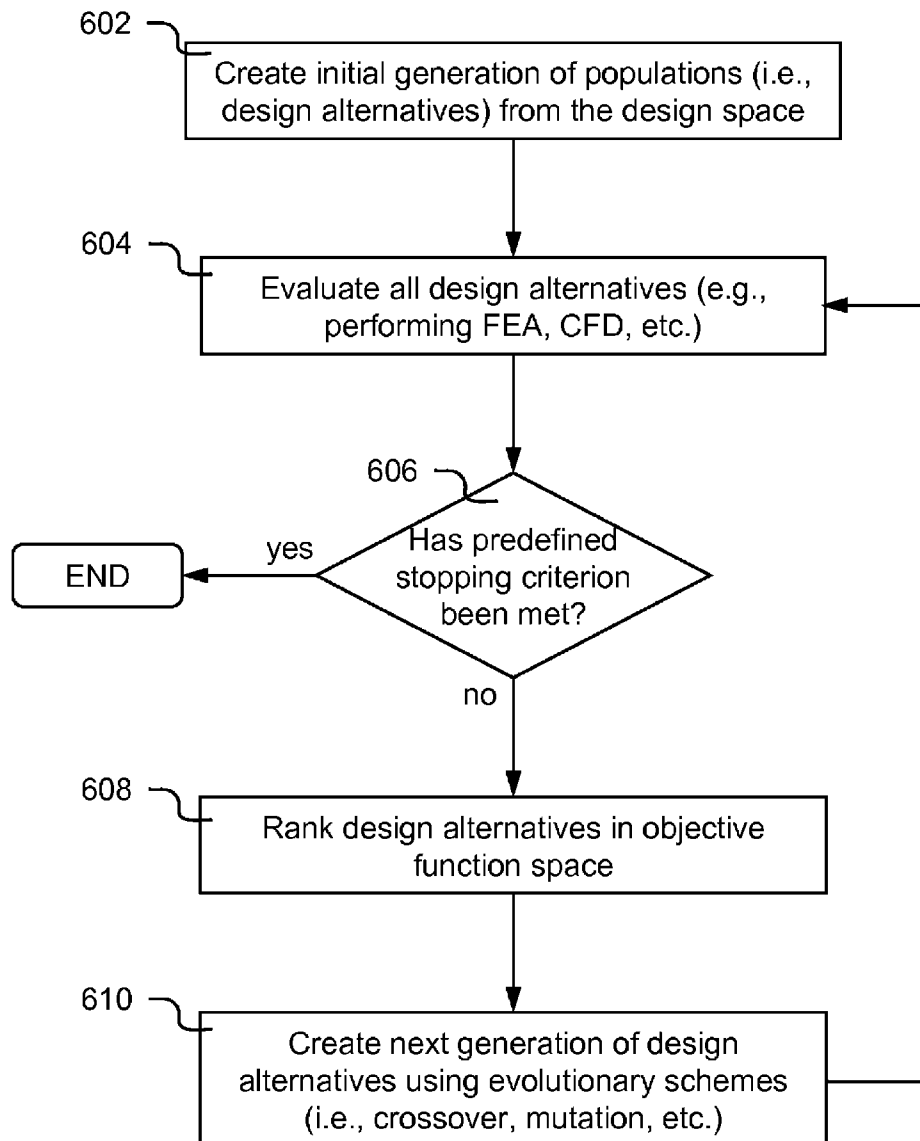 602
Create initial generation of populations (i.e.,
design alternatives) from the design space
604
Evaluate all design alternatives (e.g.,
performing FEA, CFD, etc.)
606
Has predefined
stopping criterion
been met?
yes
END
no
608
Rank design alternatives in objective
function space
610
Create next generation of design
alternatives using evolutionary schemes
(i.e., crossover, mutation, etc.)